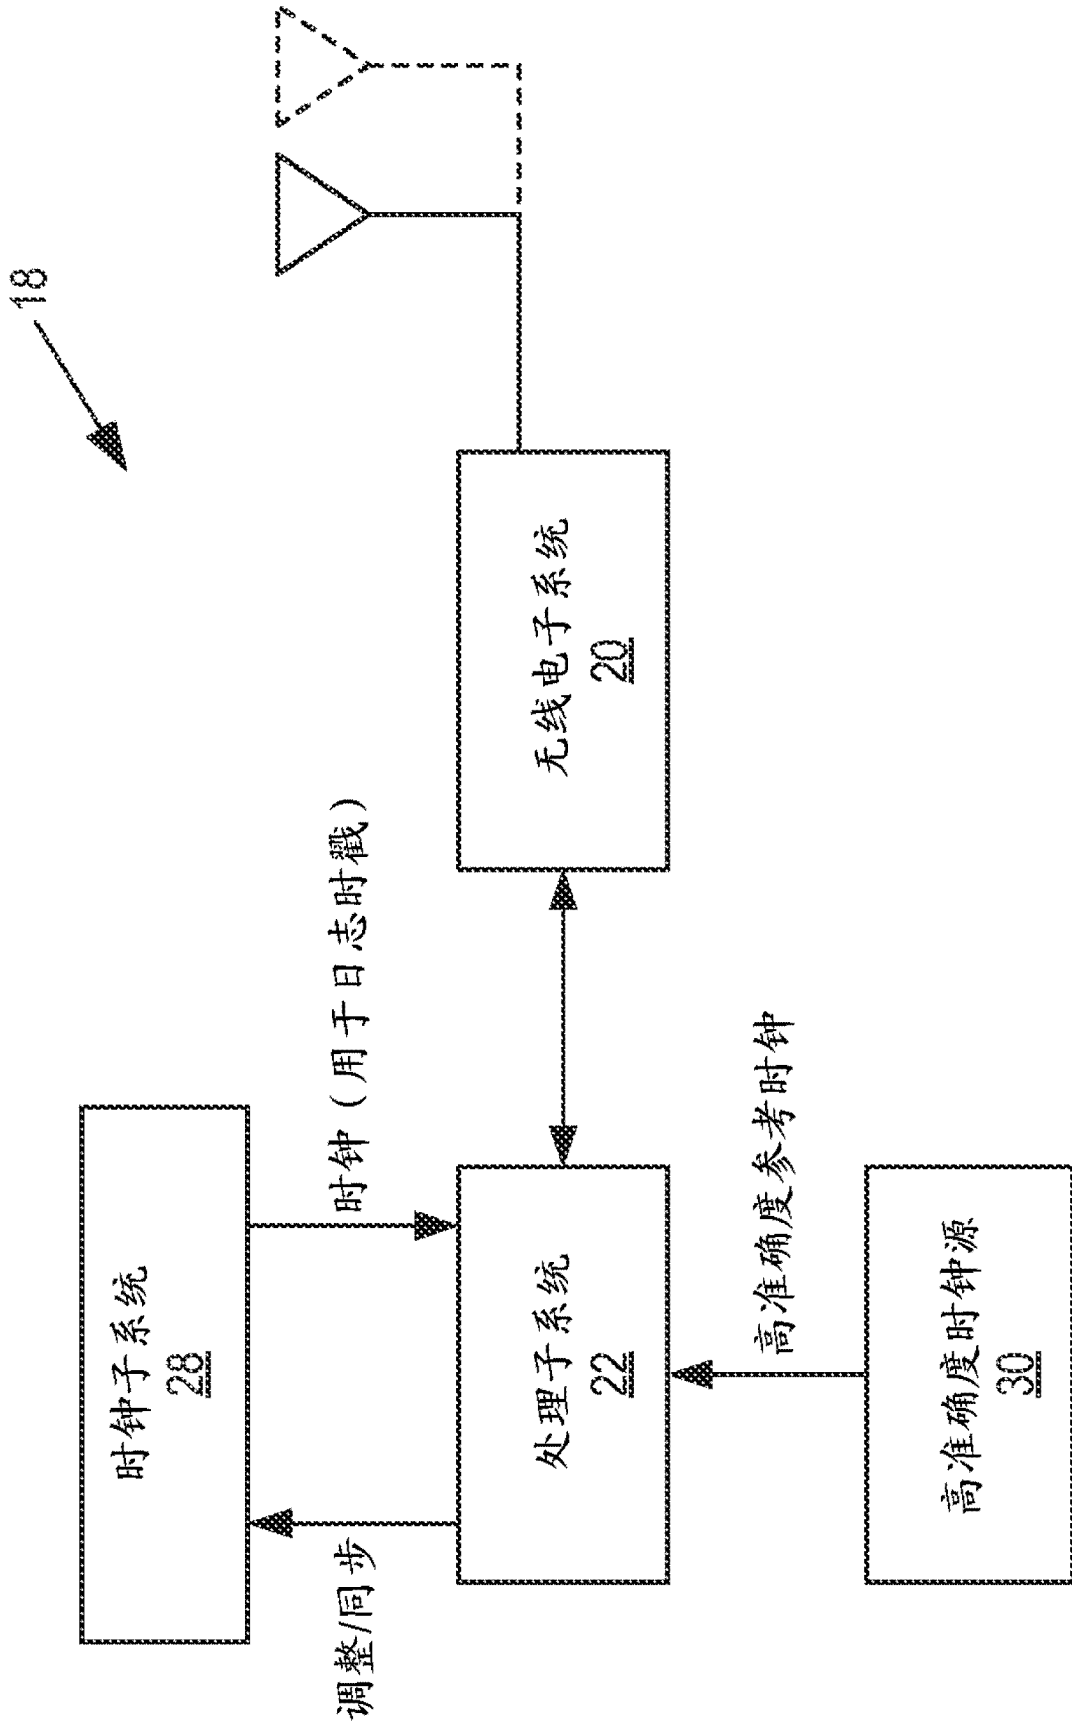 18
时钟子系统
28
调整/同步
时钟（用于日志时戳）
处理子系统
22
无线电子系统
20
高准确度参考时钟
高准确度时钟源
30